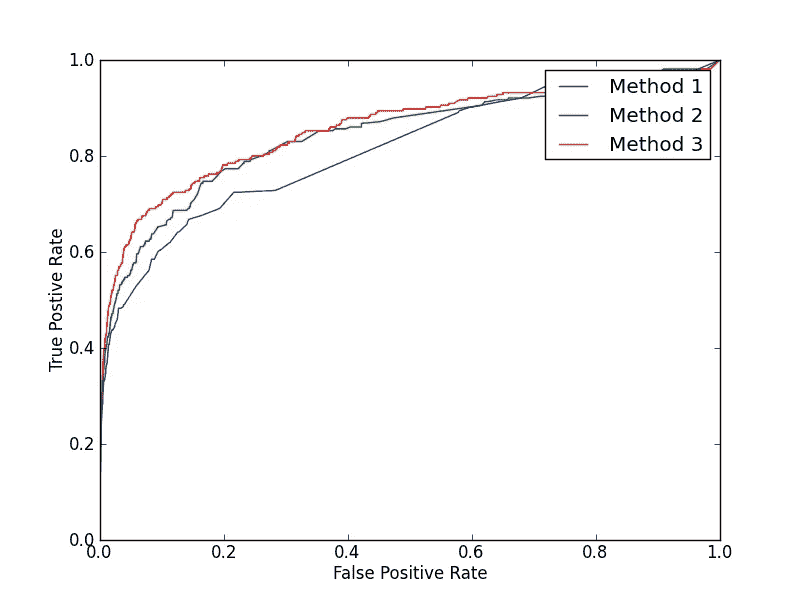 1.0
0.8
0.6
0.4
0.2
0.0
True Postive Rate
Method 1
Method 2
Method 3
0.0 0.2 0.4 0.6 0.8 1.0
False Positive Rate